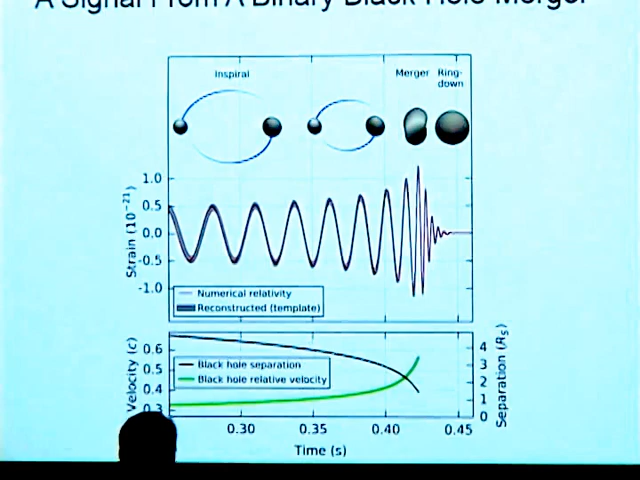 A Signal From A Binary Black Hole Merger
Inspiral
Merger
Ring-
down
Strain (10⁻²¹)
1.0
0.5
0.0
-0.5
-1.0
Numerical relativity
Reconstructed (template)
Velocity (c)
0.6
0.5
0.4
0.3
Black hole separation
Black hole relative velocity
4
3
2
1
0
Separation (Rₛ)
0.30
0.35
0.40
0.45
Time (s)